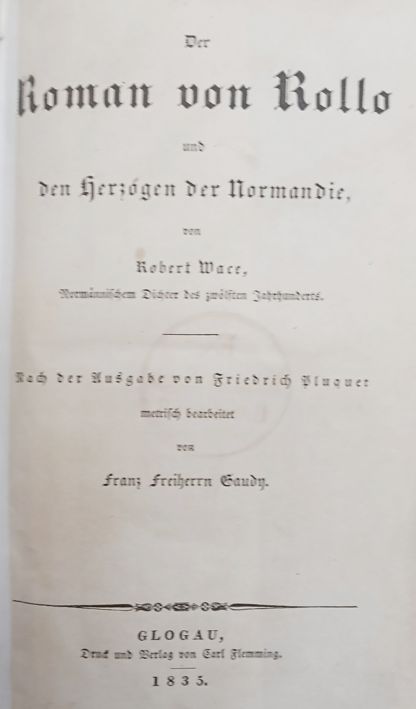 Der
Roman von Rollo
und
den Herzögen der Normandie,
von
Robert Wace,
Normännischem Dichter des zwölften Jahrhunderts.
Nach der Ausgabe von Friedrich Pluquet
metrisch bearbeitet
von
Franz Freiherrn Gaudy.
GLOGAU,
Druck und Verlag von Carl Flemming.
1835.